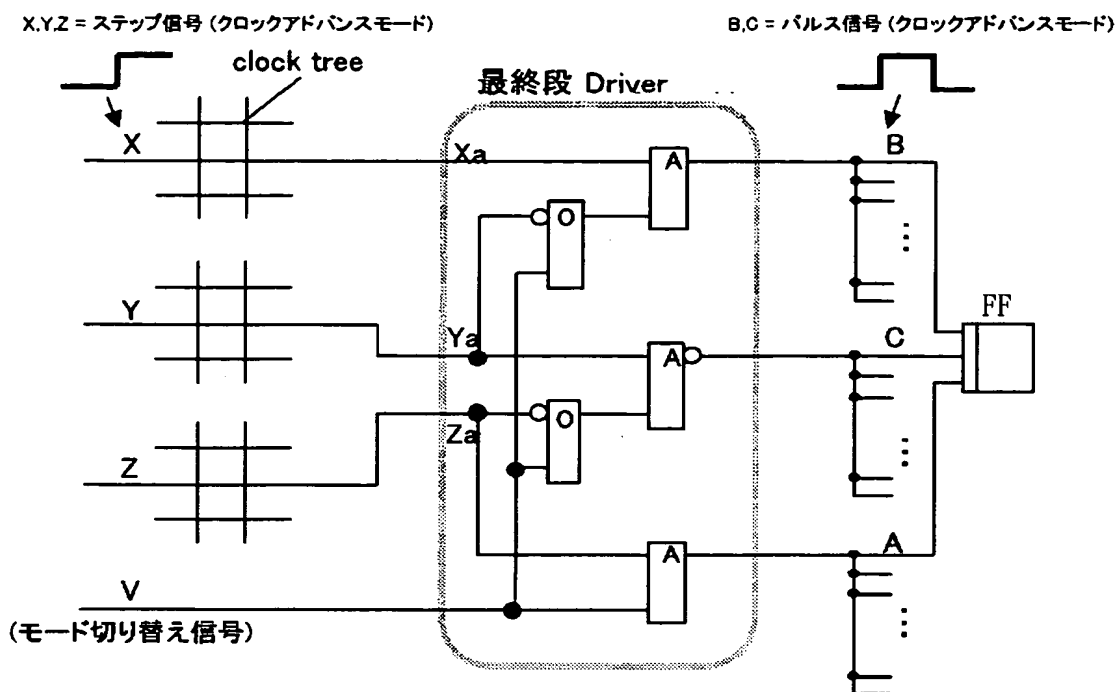 X,Y,Z = ステップ信号 (クロックアドバンスモード)
B,C = パルス信号 (クロックアドバンスモード)
clock tree
最終段 Driver
X
Xa
A
B
O
Y
Ya
A
C
FF
O
Za
Z
A
A
V
(モード切り替え信号)